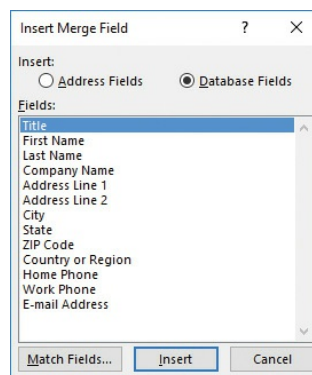 Insert Merge Field ? ×
Insert:
Address Fields Database Fields
Fields:
Title
First Name
Last Name
Company Name
Address Line 1
Address Line 2
City
State
ZIP Code
Country or Region
Home Phone
Work Phone
E-mail Address
Match Fields... Insert Cancel